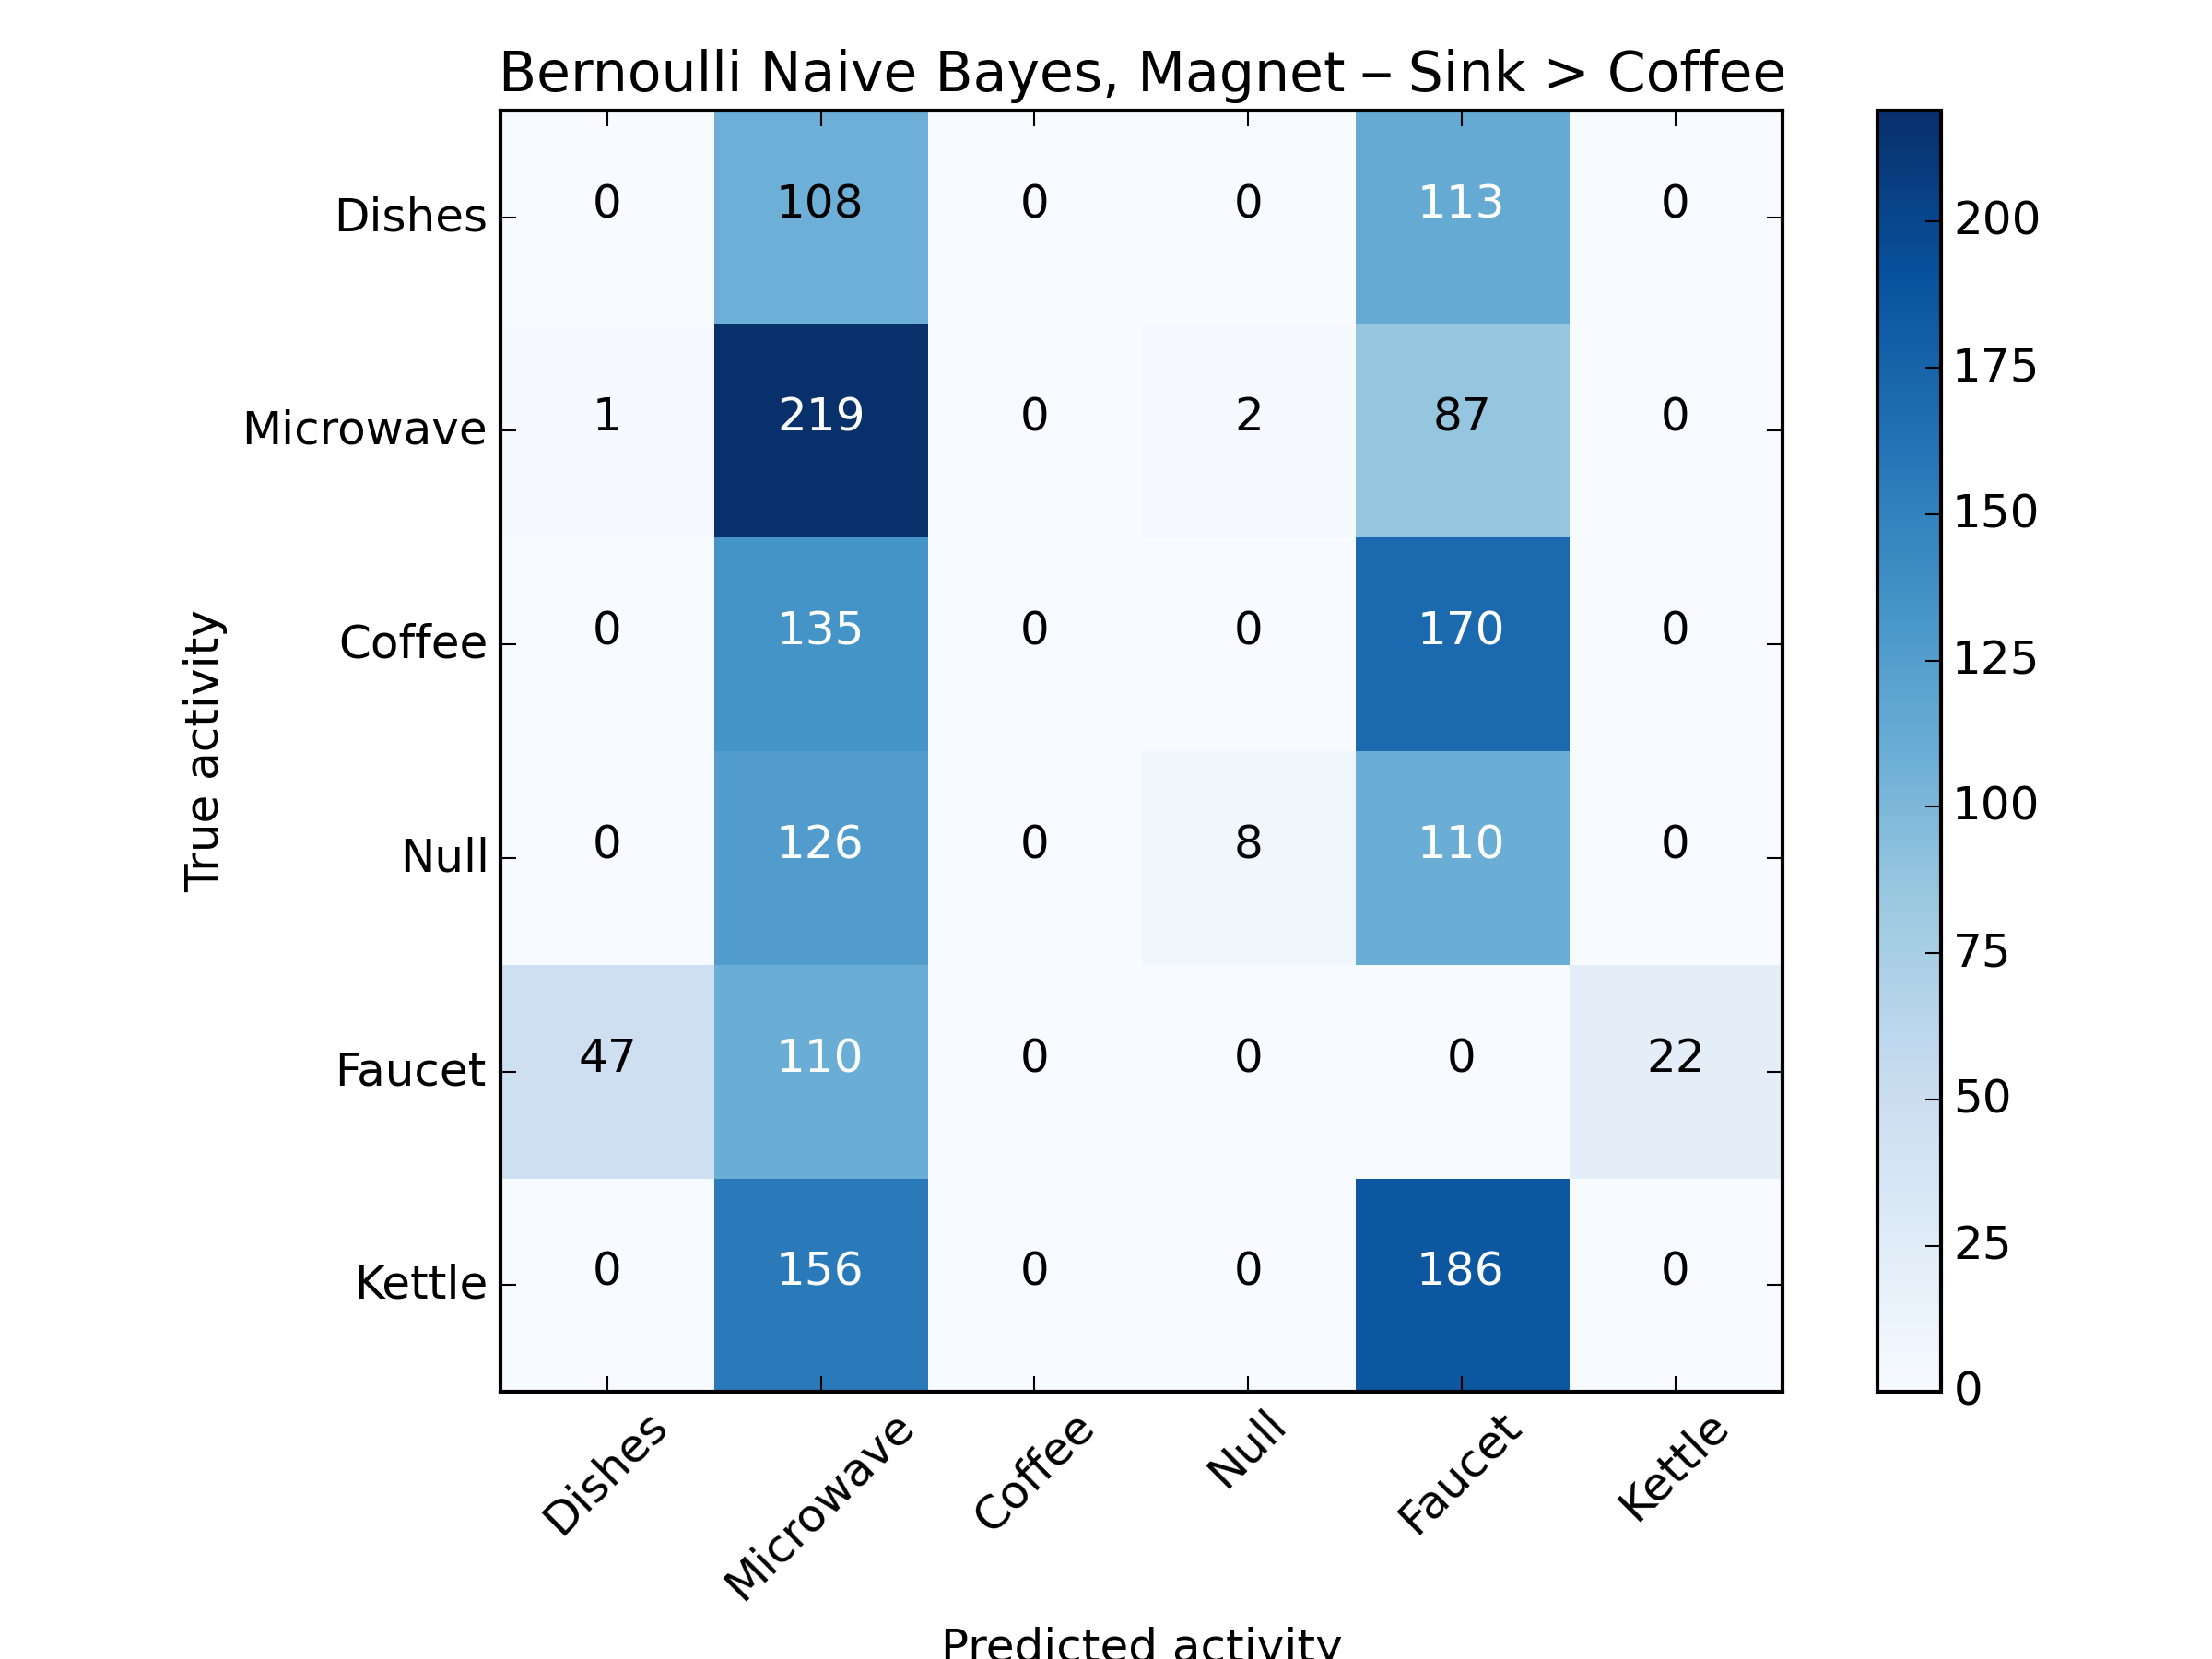 Bernoulli Naive Bayes, Magnet – Sink > Coffee
Dishes 0 108 0 0 113 0
Microwave 1 219 0 2 87 0
Coffee 0 135 0 0 170 0
Null 0 126 0 8 110 0
Faucet 47 110 0 0 0 22
Kettle 0 156 0 0 186 0
True activity
Dishes Microwave Coffee Null Faucet Kettle
Predicted activity
200
175
150
125
100
75
50
25
0